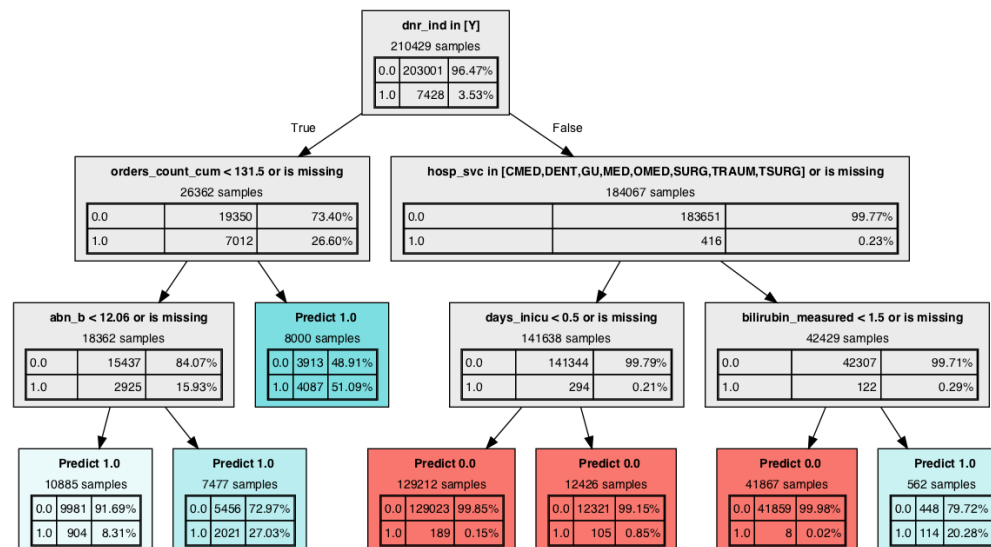 dnr_ind in [Y]
210429 samples
0.0 203001 96.47%
1.0 7428 3.53%
True
False
orders_count_cum < 131.5 or is missing
26362 samples
0.0 19350 73.40%
1.0 7012 26.60%
hosp_svc in [CMED,DENT,GU,MED,OMED,SURG,TRAUM,TSURG] or is missing
184067 samples
0.0 183651 99.77%
1.0 416 0.23%
abn_b < 12.06 or is missing
18362 samples
0.0 15437 84.07%
1.0 2925 15.93%
Predict 1.0
8000 samples
0.0 3913 48.91%
1.0 4087 51.09%
days_inicu < 0.5 or is missing
141638 samples
0.0 141344 99.79%
1.0 294 0.21%
bilirubin_measured < 1.5 or is missing
42429 samples
0.0 42307 99.71%
1.0 122 0.29%
Predict 1.0
10885 samples
0.0 9981 91.69%
1.0 904 8.31%
Predict 1.0
7477 samples
0.0 5456 72.97%
1.0 2021 27.03%
Predict 0.0
129212 samples
0.0 129023 99.85%
1.0 189 0.15%
Predict 0.0
12426 samples
0.0 12321 99.15%
1.0 105 0.85%
Predict 0.0
41867 samples
0.0 41859 99.98%
1.0 8 0.02%
Predict 1.0
562 samples
0.0 448 79.72%
1.0 114 20.28%